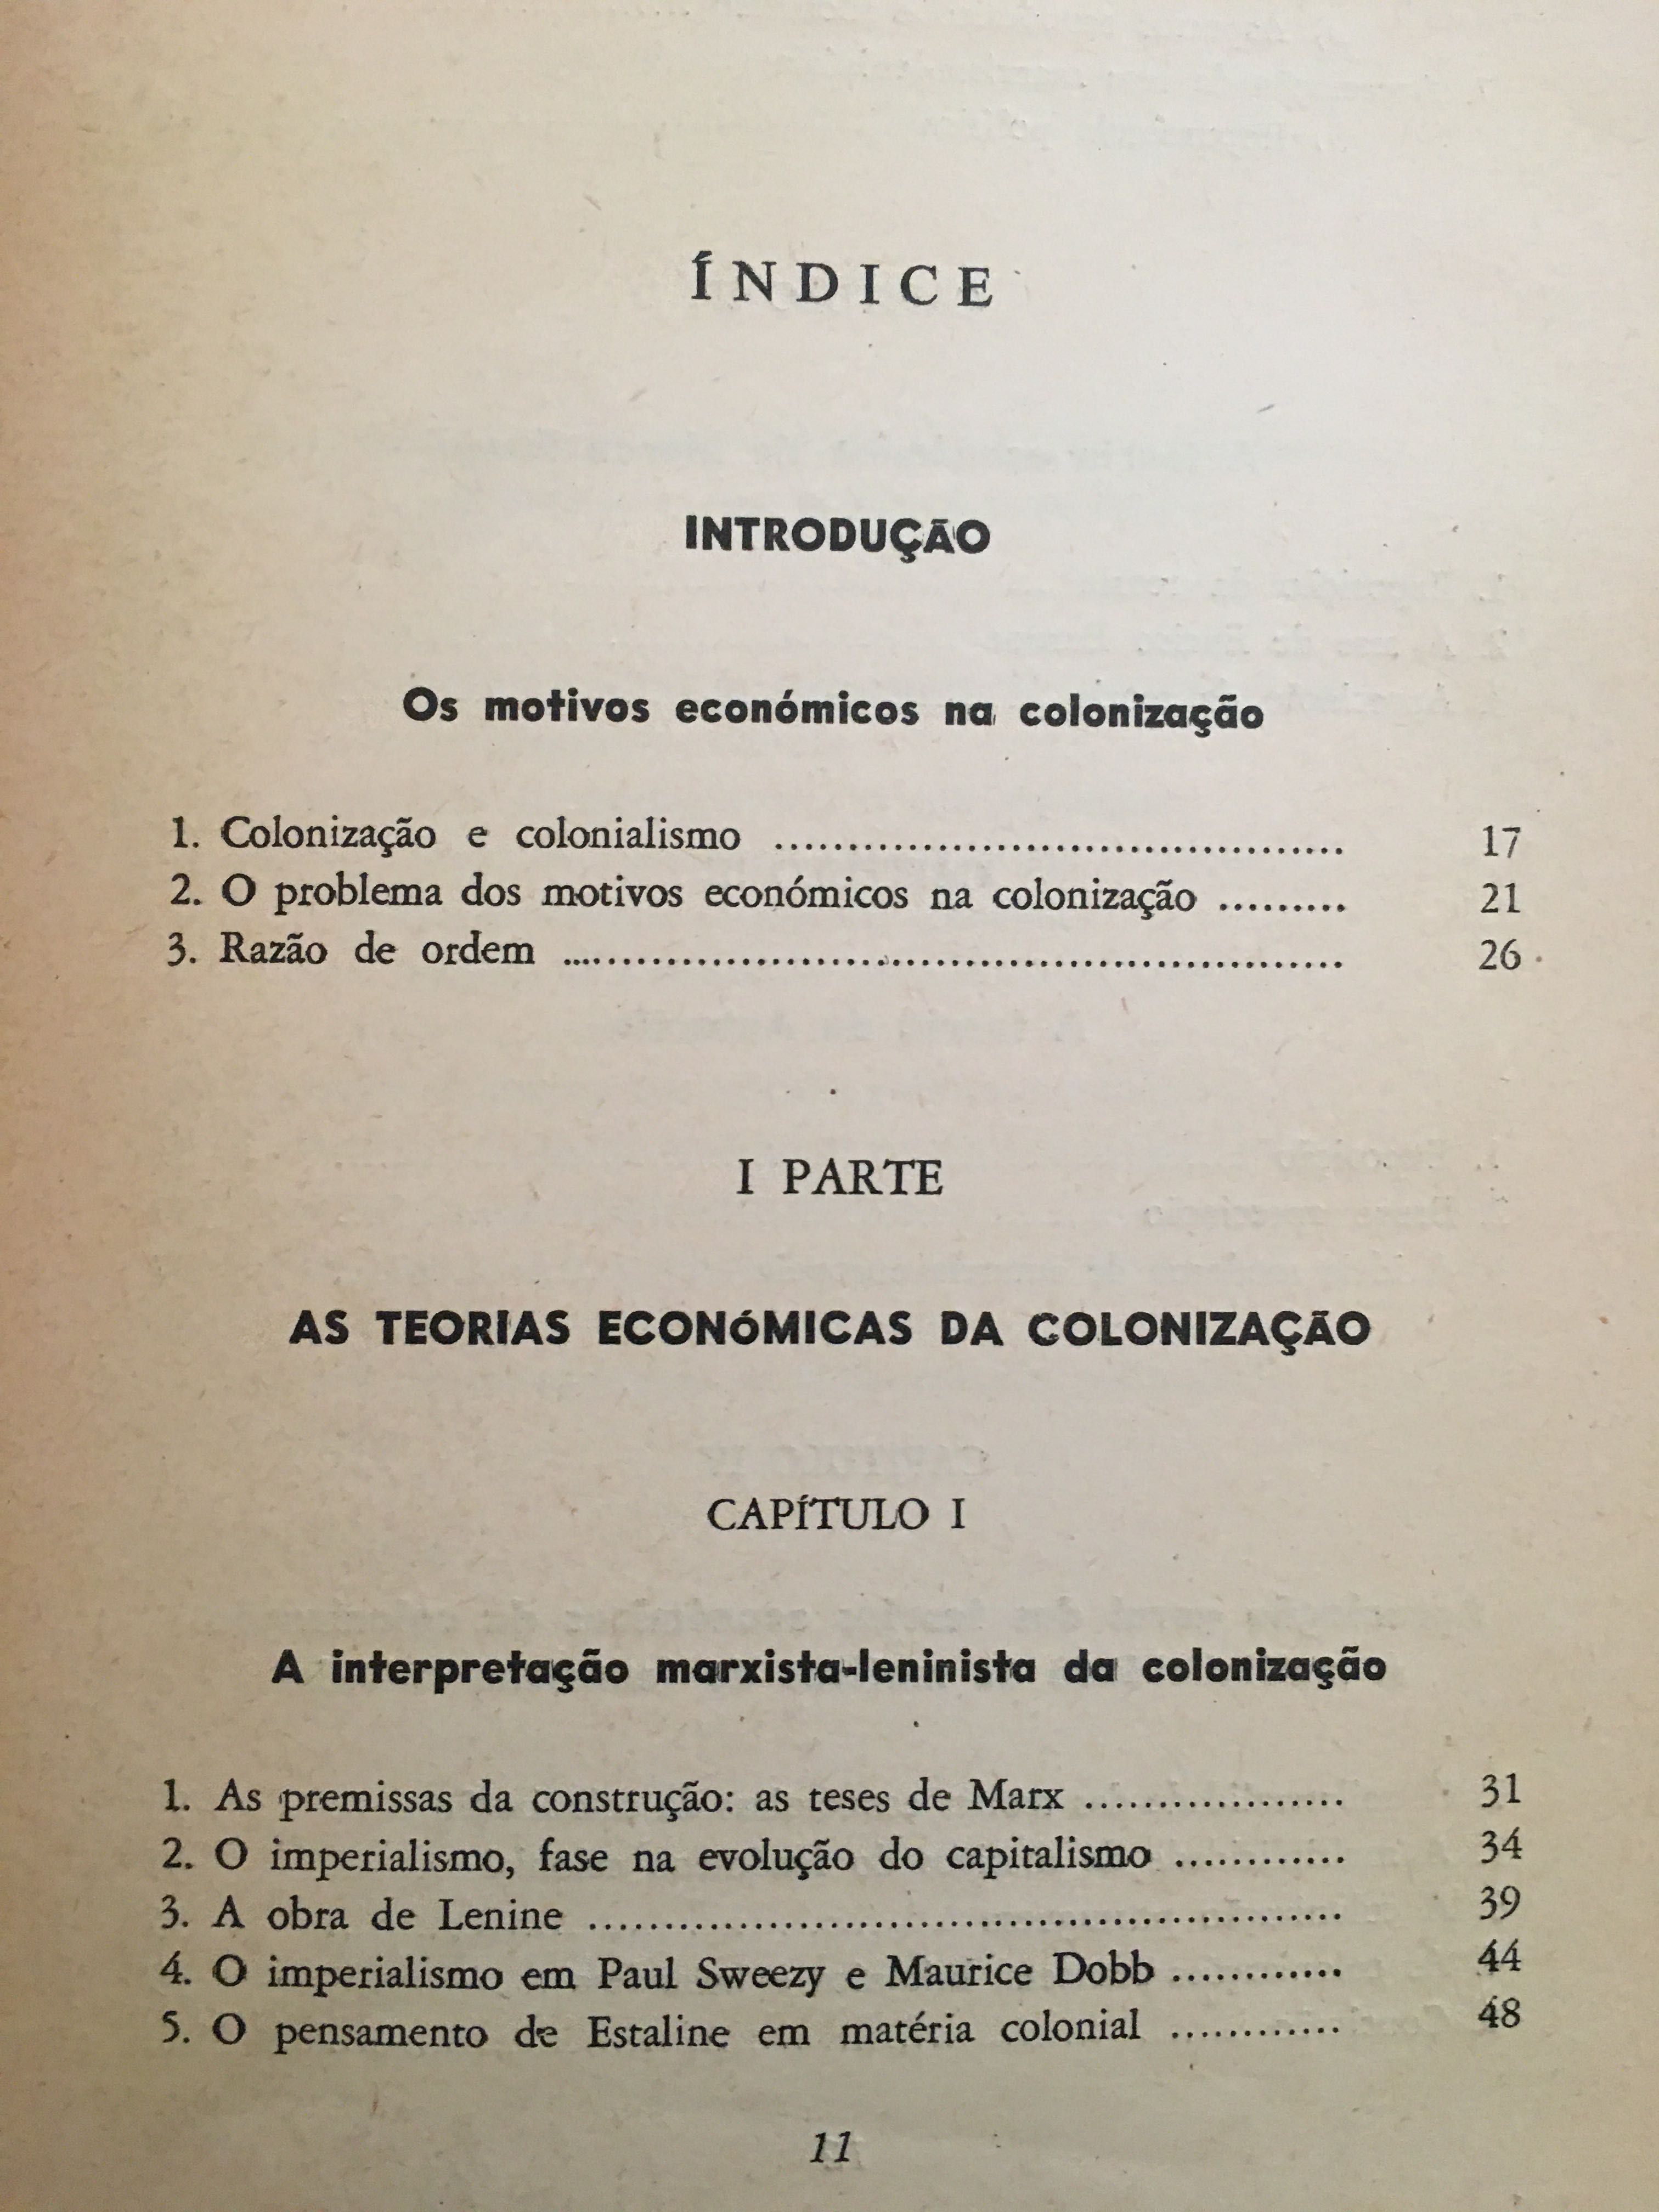 ÍNDICE
INTRODUÇÃO
Os motivos económicos na colonização
1. Colonização e colonialismo ...................................... 17
2. O problema dos motivos económicos na colonização ......... 21
3. Razão de ordem .................................................... 26
I PARTE
AS TEORIAS ECONÓMICAS DA COLONIZAÇÃO
CAPÍTULO I
A interpretação marxista-leninista da colonização
1. As premissas da construção: as teses de Marx .................. 31
2. O imperialismo, fase na evolução do capitalismo ............ 34
3. A obra de Lenine .................................................. 39
4. O imperialismo em Paul Sweezy e Maurice Dobb ............ 44
5. O pensamento de Estaline em matéria colonial ............ 48
11